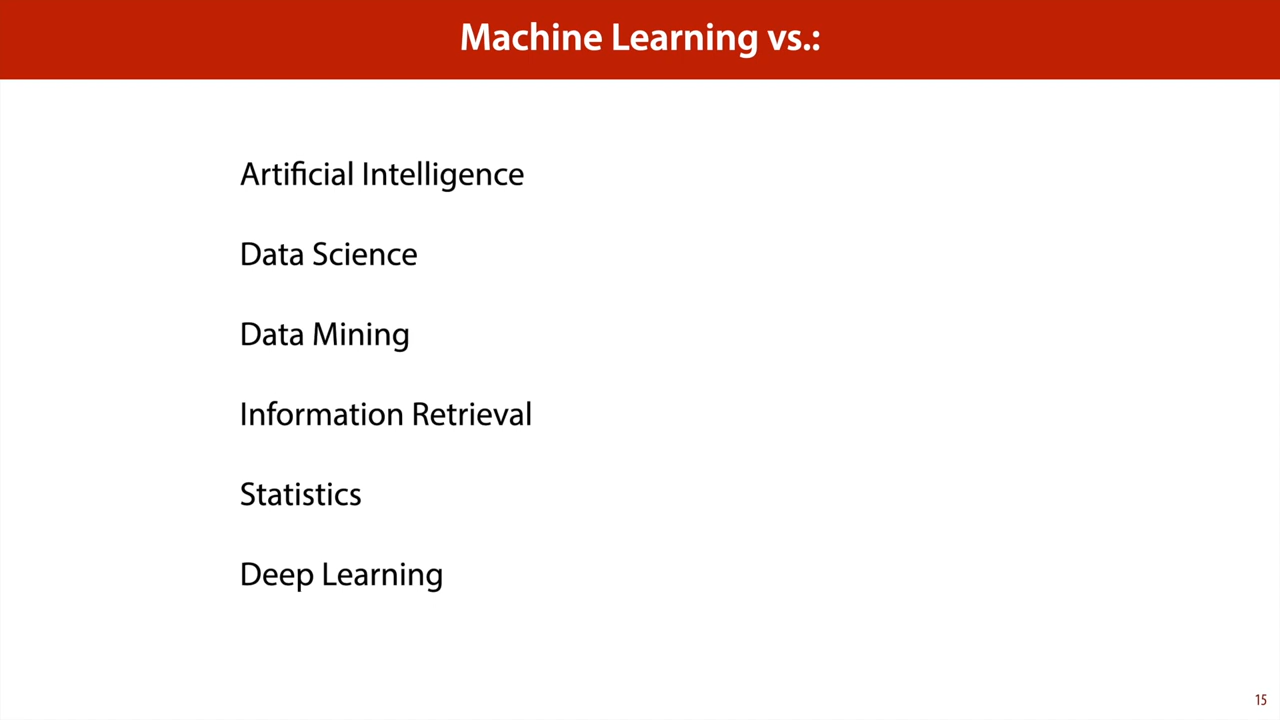 Machine Learning vs.:
Artificial Intelligence
Data Science
Data Mining
Information Retrieval
Statistics
Deep Learning
15